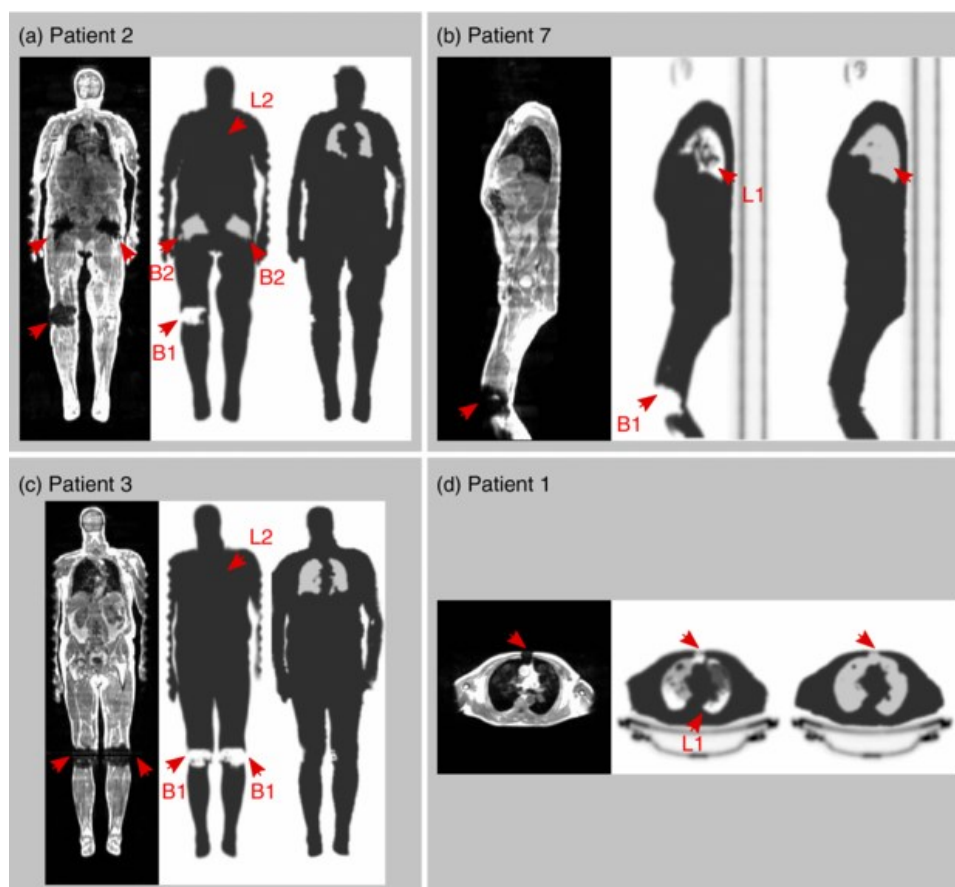 (a) Patient 2
L2
B2
B2
B1
(b) Patient 7
L1
B1
(c) Patient 3
L2
B1
B1
(d) Patient 1
L1